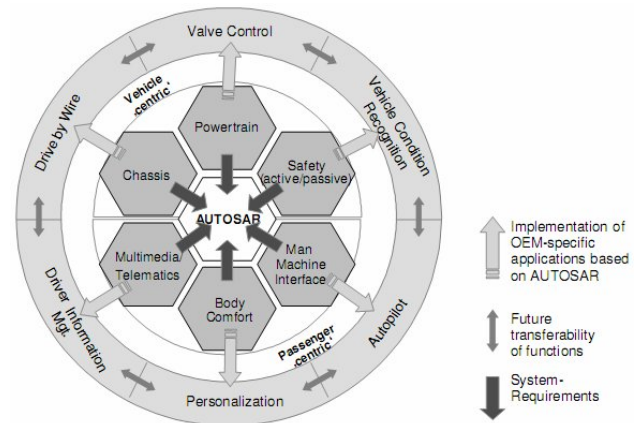 Valve Control
Vehicle
‚centric‘
Drive by Wire
Vehicle Condition
Recognition
Powertrain
Chassis
Safety
(active/passive)
AUTOSAR
Multimedia/
Telematics
Man
Machine
Interface
Body
Comfort
Driver Information
Mgt.
Passenger
‚centric‘
Autopilot
Personalization
Implementation of
OEM-specific
applications based
on AUTOSAR
Future
transferability
of functions
System-
Requirements